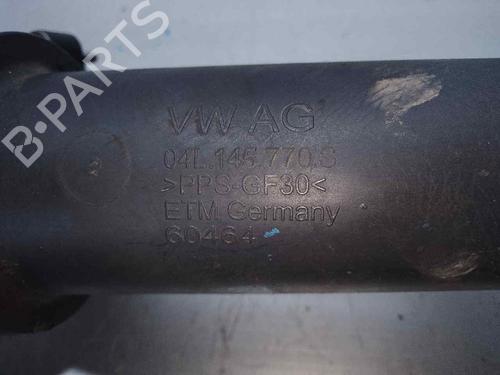 VW AG
04L.145.770.S
>PPS-GF30<
ETM Germany
60464
B-PARTS